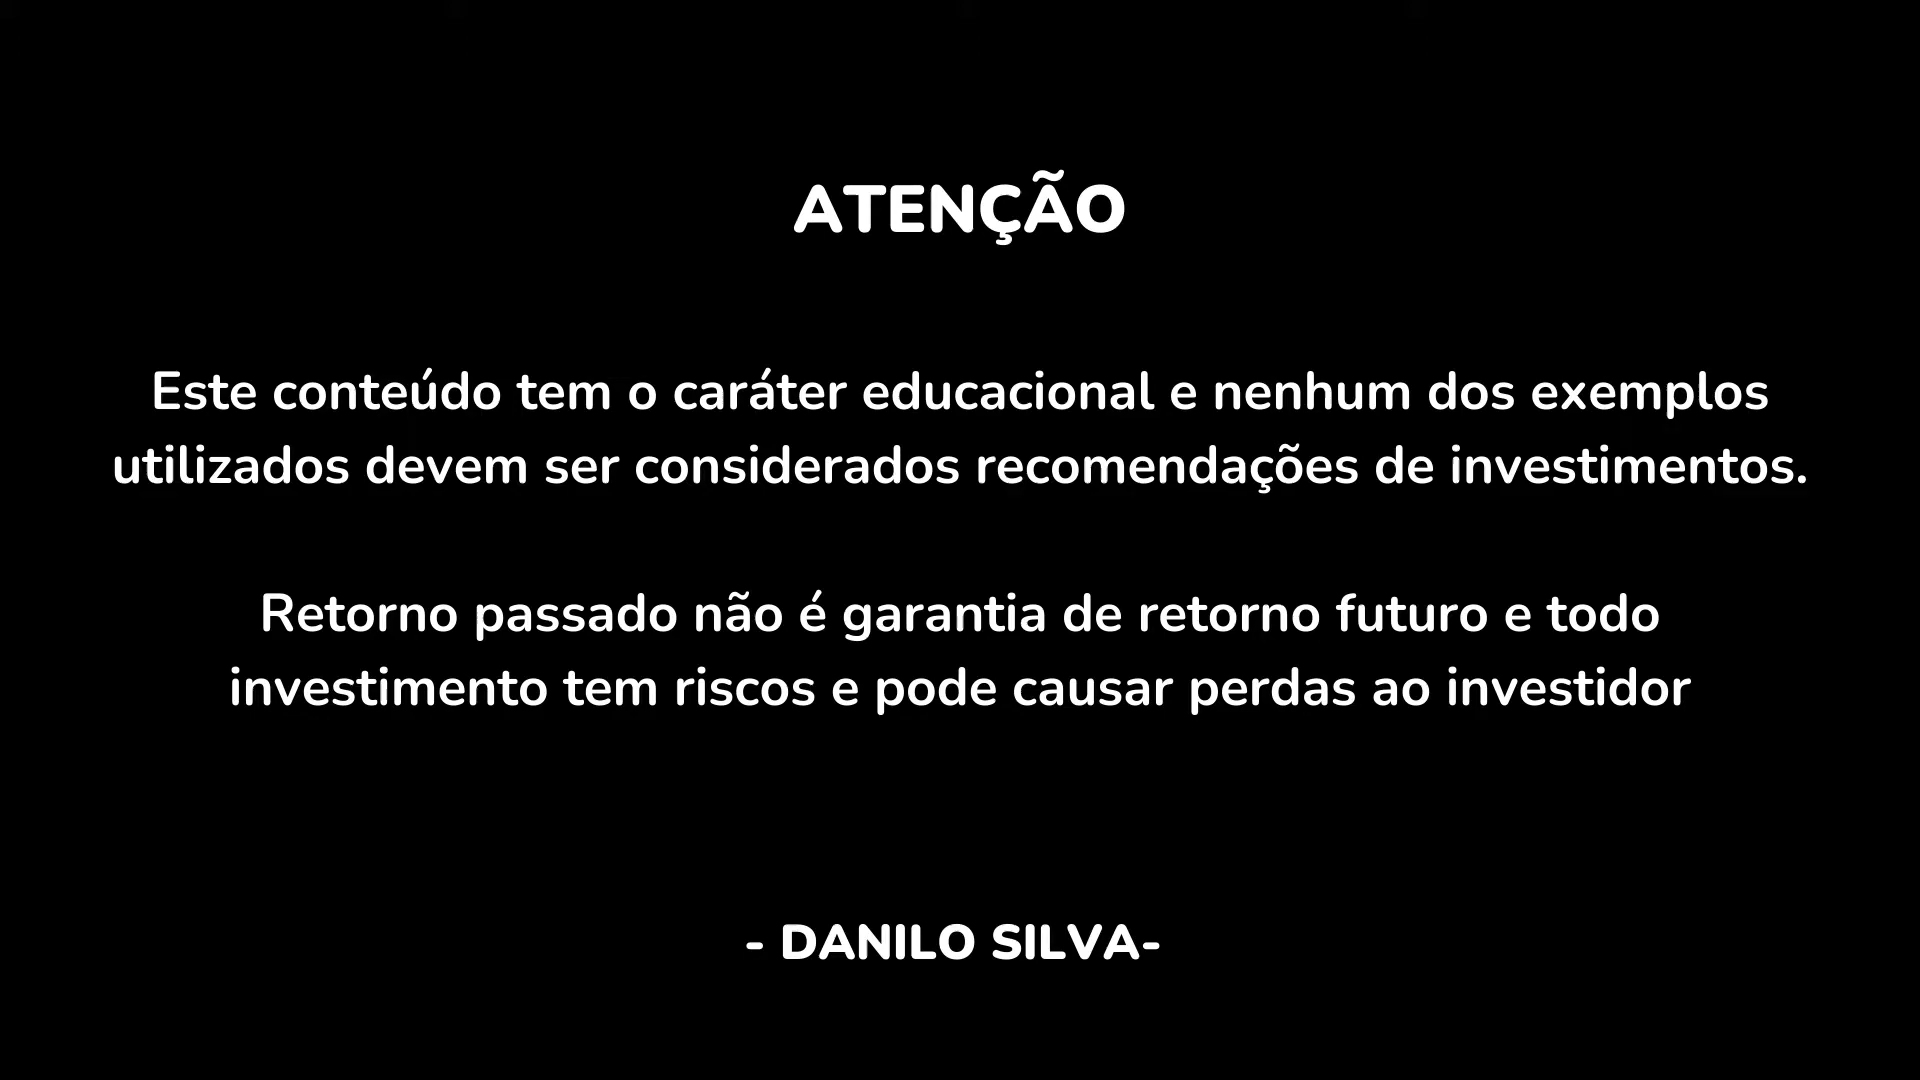 ATENÇÃO
Este conteúdo tem o caráter educacional e nenhum dos exemplos
utilizados devem ser considerados recomendações de investimentos.
Retorno passado não é garantia de retorno futuro e todo
investimento tem riscos e pode causar perdas ao investidor
- DANILO SILVA-